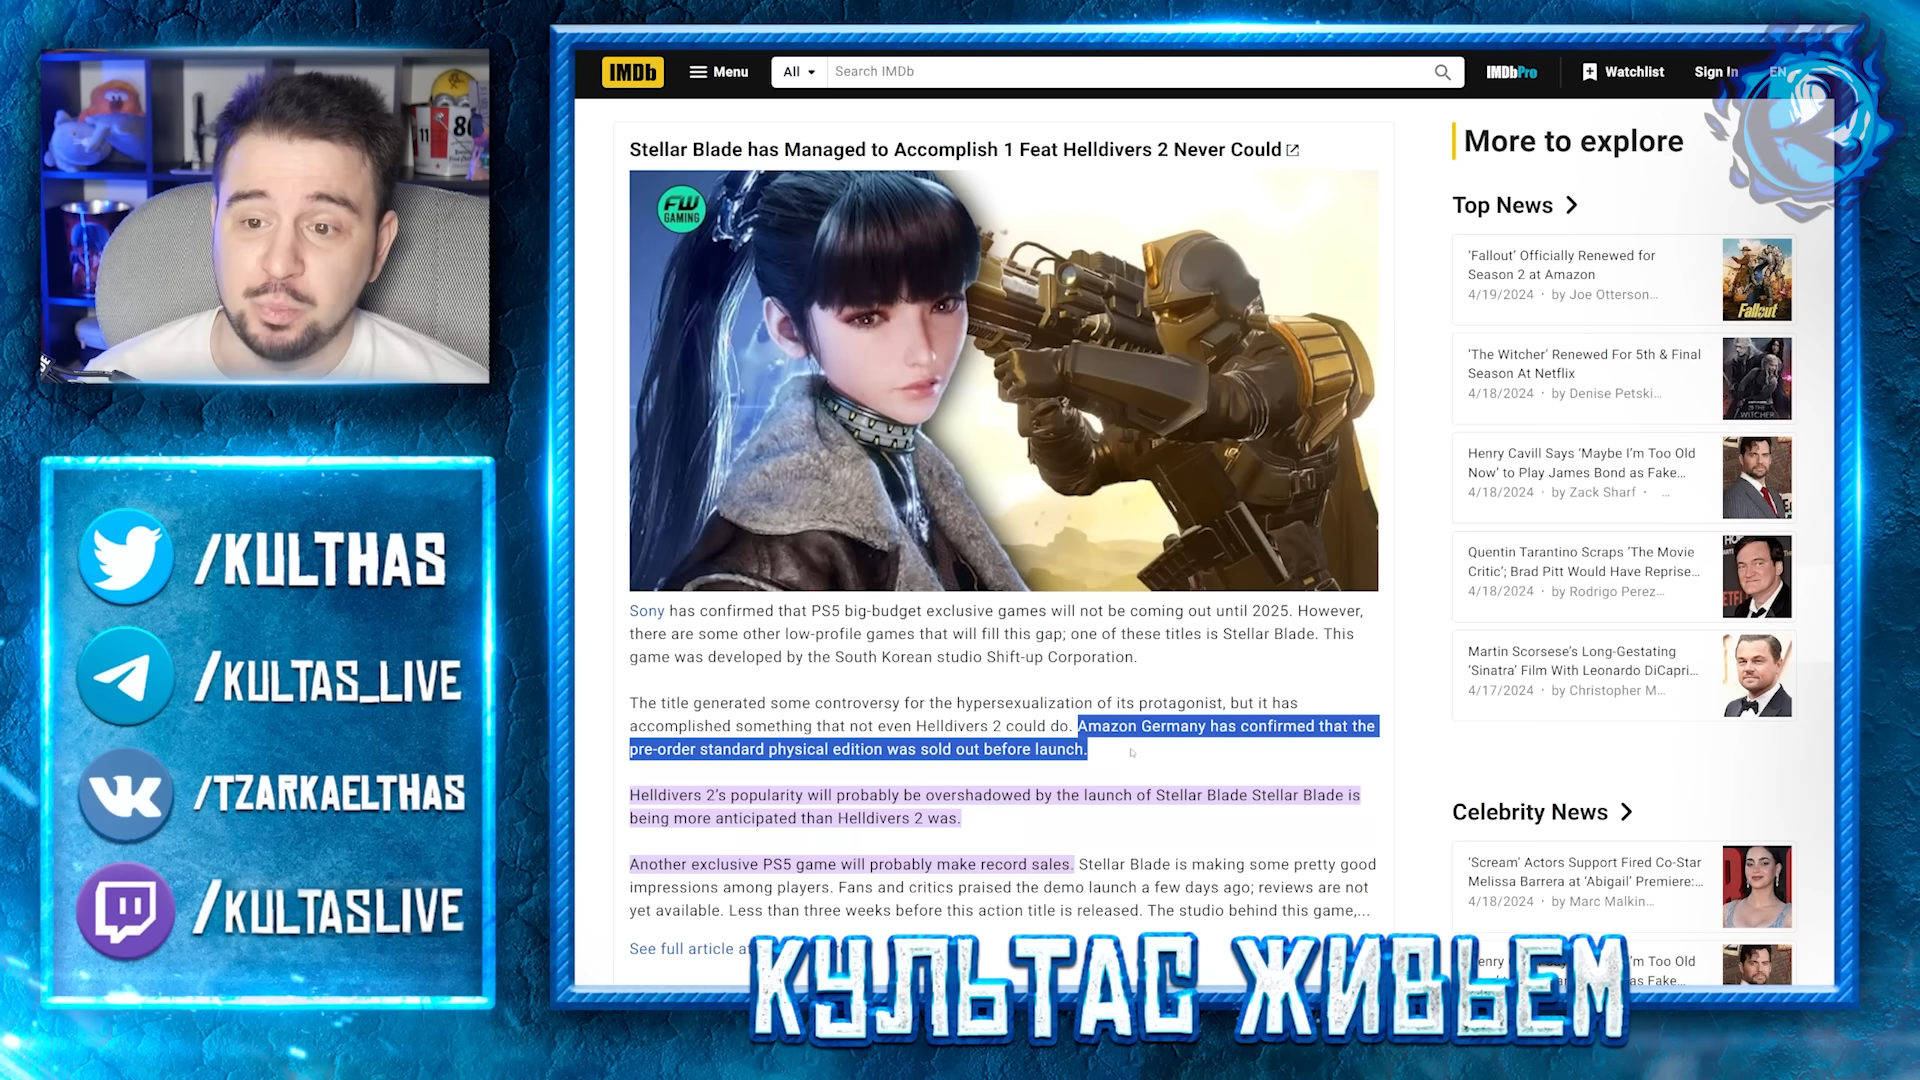 IMDb
Menu
All
Search IMDb
IMDbPro
Watchlist
Sign In
EN
11
80
Stellar Blade has Managed to Accomplish 1 Feat Helldivers 2 Never Could
FW
GAMING
Sony has confirmed that PS5 big-budget exclusive games will not be coming out until 2025. However,
there are some other low-profile games that will fill this gap; one of these titles is Stellar Blade. This
game was developed by the South Korean studio Shift-up Corporation.
The title generated some controversy for the hypersexualization of its protagonist, but it has
accomplished something that not even Helldivers 2 could do. Amazon Germany has confirmed that the
pre-order standard physical edition was sold out before launch.
Helldivers 2's popularity will probably be overshadowed by the launch of Stellar Blade Stellar Blade is
being more anticipated than Helldivers 2 was.
Another exclusive PS5 game will probably make record sales. Stellar Blade is making some pretty good
impressions among players. Fans and critics praised the demo launch a few days ago; reviews are not
yet available. Less than three weeks before this action title is released. The studio behind this game,...
See full article at
More to explore
Top News
'Fallout' Officially Renewed for
Season 2 at Amazon
4/19/2024 · by Joe Otterson...
Fallout
'The Witcher' Renewed For 5th & Final
Season At Netflix
4/18/2024 · by Denise Petski...
WITCHER
Henry Cavill Says 'Maybe I'm Too Old
Now' to Play James Bond as Fake...
4/18/2024 · by Zack Sharf · ...
Quentin Tarantino Scraps 'The Movie
Critic'; Brad Pitt Would Have Reprise...
4/18/2024 · by Rodrigo Perez...
Martin Scorsese's Long-Gestating
'Sinatra' Film With Leonardo DiCapri...
4/17/2024 · by Christopher M...
Celebrity News
'Scream' Actors Support Fired Co-Star
Melissa Barrera at 'Abigail' Premiere:...
4/18/2024 · by Marc Malkin...
'm Too Old
as Fake...
/KULTHAS
/KULTAS_LIVE
/TZARKAELTHAS
/KULTASLIVE
КУЛЬТАС ЖИВЬЕМ